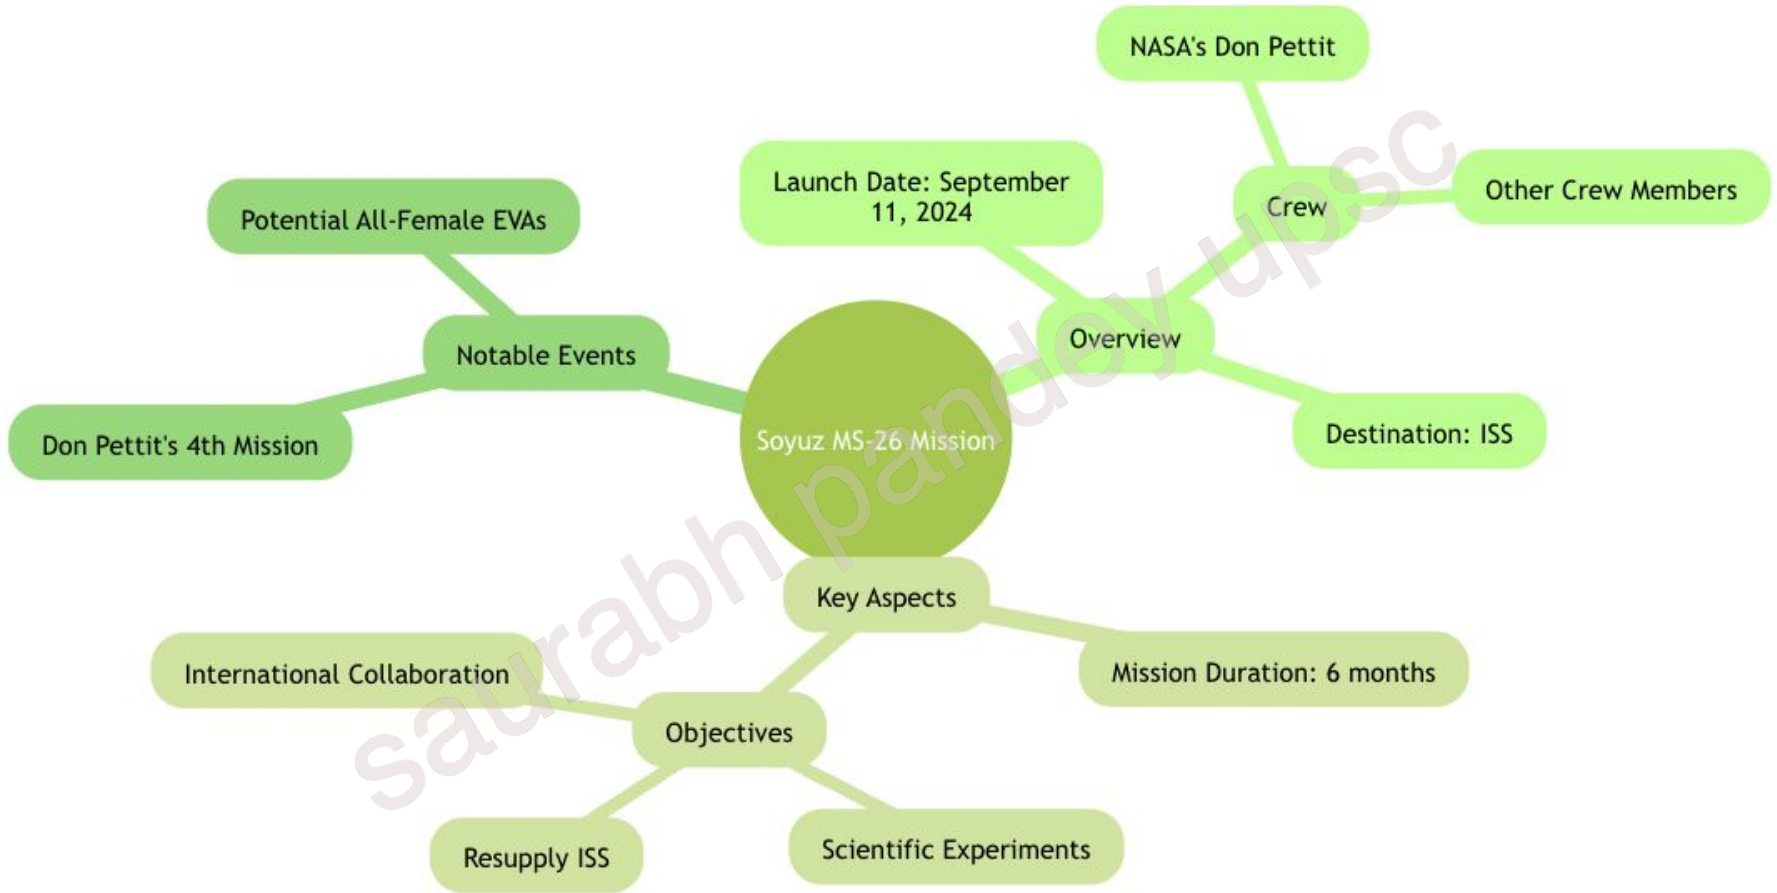 NASA's Don Pettit
Launch Date: September
11, 2024
Crew
Other Crew Members
Potential All-Female EVAs
Overview
Notable Events
Destination: ISS
Don Pettit's 4th Mission
Soyuz MS-26 Mission
Key Aspects
International Collaboration
Mission Duration: 6 months
Objectives
Resupply ISS
Scientific Experiments
saurabh pandey upsc